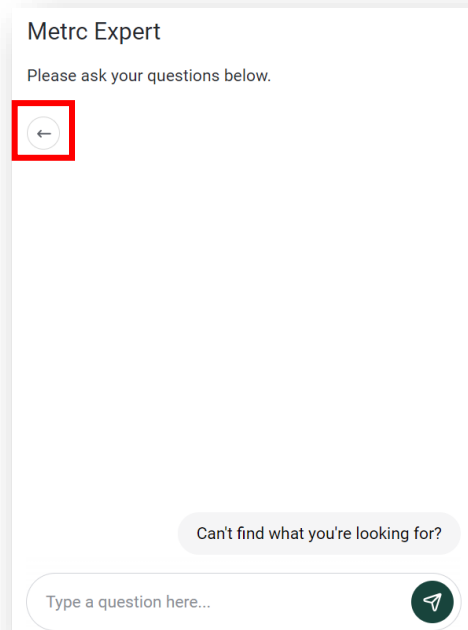 Metrc Expert
Please ask your questions below.
Can't find what you're looking for?
Type a question here...